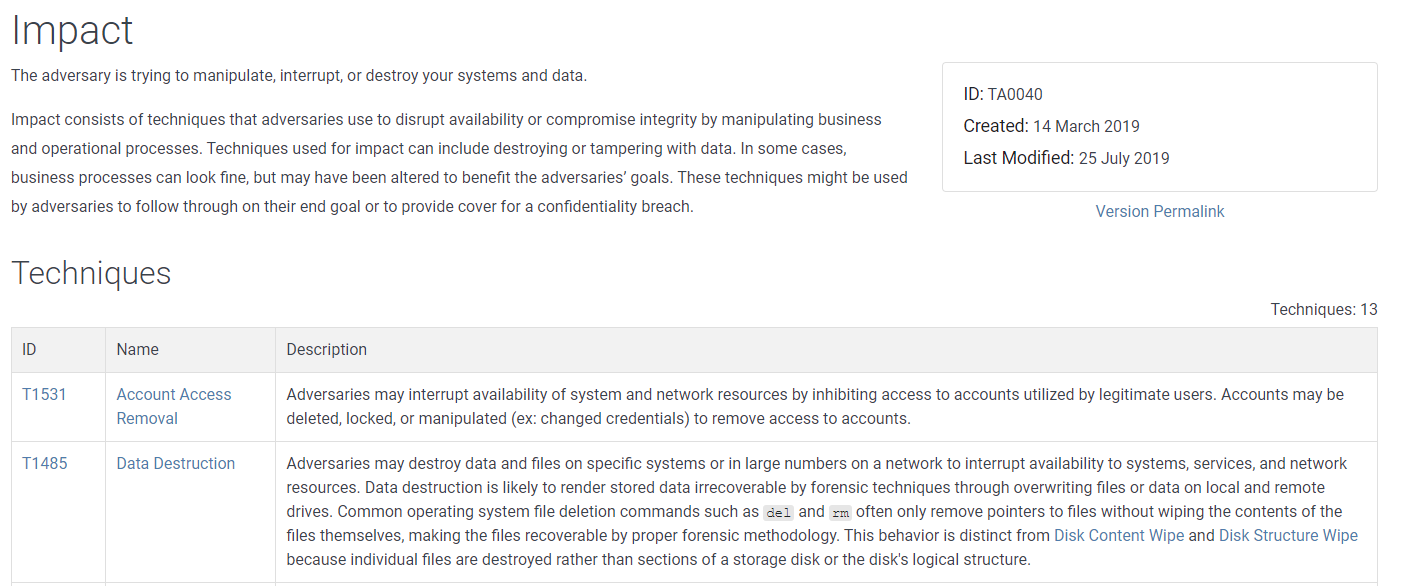 Impact
The adversary is trying to manipulate, interrupt, or destroy your systems and data.
Impact consists of techniques that adversaries use to disrupt availability or compromise integrity by manipulating business
and operational processes. Techniques used for impact can include destroying or tampering with data. In some cases,
business processes can look fine, but may have been altered to benefit the adversaries’ goals. These techniques might be used
by adversaries to follow through on their end goal or to provide cover for a confidentiality breach.
ID: TA0040
Created: 14 March 2019
Last Modified: 25 July 2019
Version Permalink
Techniques
Techniques: 13
ID Name Description
T1531 Account Access Removal
Adversaries may interrupt availability of system and network resources by inhibiting access to accounts utilized by legitimate users. Accounts may be
deleted, locked, or manipulated (ex: changed credentials) to remove access to accounts.
T1485 Data Destruction
Adversaries may destroy data and files on specific systems or in large numbers on a network to interrupt availability to systems, services, and network
resources. Data destruction is likely to render stored data irrecoverable by forensic techniques through overwriting files or data on local and remote
drives. Common operating system file deletion commands such as del and rm often only remove pointers to files without wiping the contents of the
files themselves, making the files recoverable by proper forensic methodology. This behavior is distinct from Disk Content Wipe and Disk Structure Wipe
because individual files are destroyed rather than sections of a storage disk or the disk's logical structure.